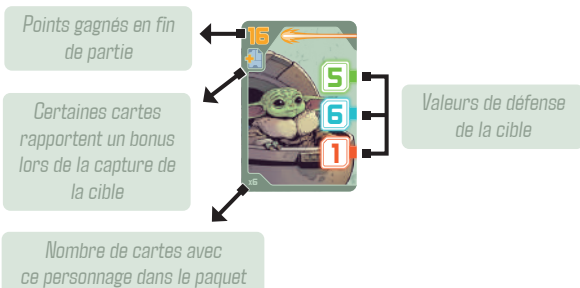 Points gagnés en fin
de partie
16
Certaines cartes
rapportent un bonus
lors de la capture de
la cible
5
6
1
Valeurs de défense
de la cible
x5
Nombre de cartes avec
ce personnage dans le paquet